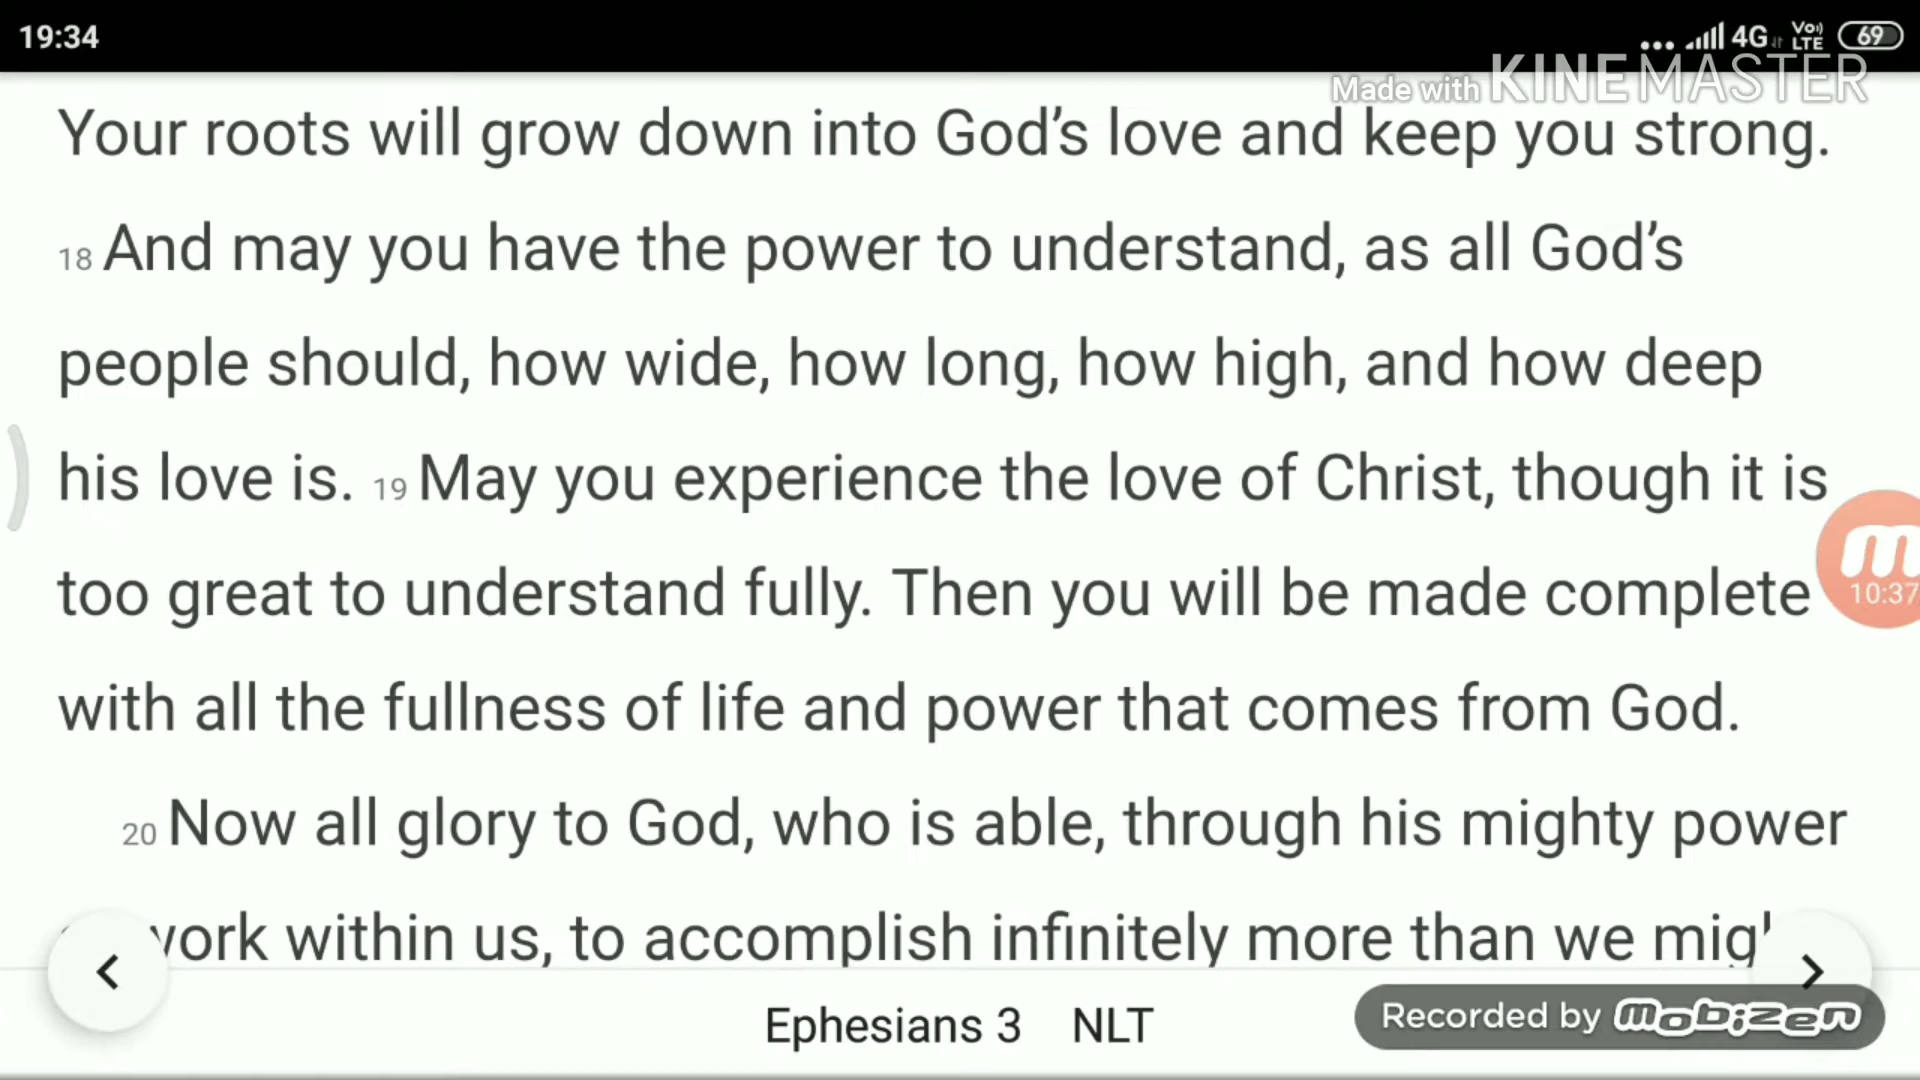 19:34
4G Vo) LTE 69
Made with KINEMASTER
Your roots will grow down into God’s love and keep you strong.
18 And may you have the power to understand, as all God’s
people should, how wide, how long, how high, and how deep
his love is. 19 May you experience the love of Christ, though it is
too great to understand fully. Then you will be made complete
10:37
with all the fullness of life and power that comes from God.
20 Now all glory to God, who is able, through his mighty power
within us, to accomplish infinitely more than we
Ephesians 3 NLT
Recorded by mobizen